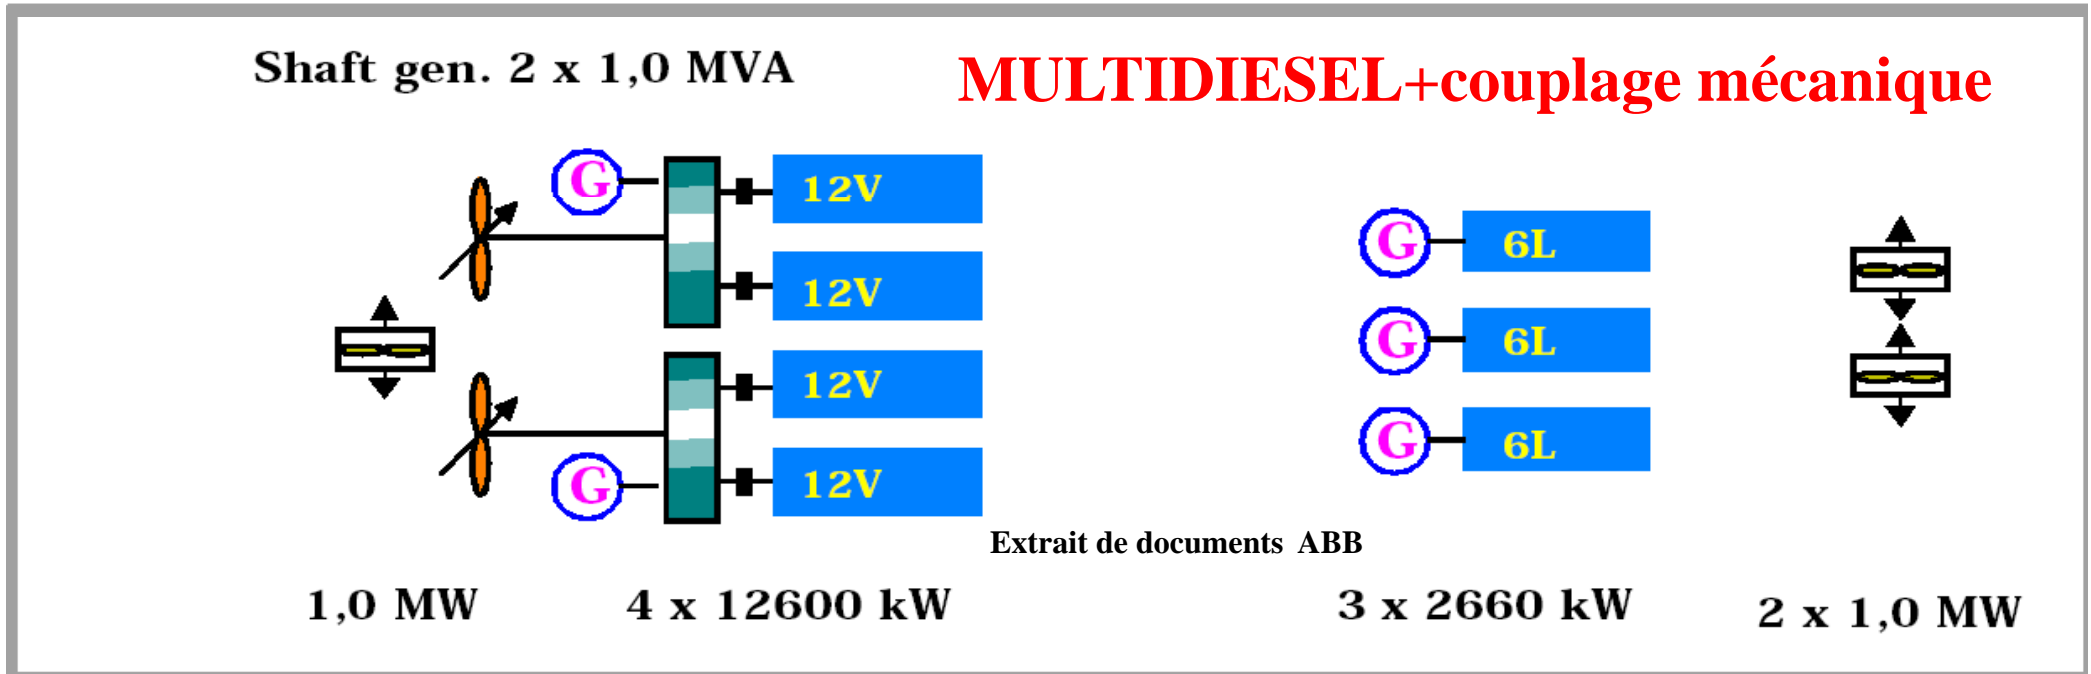 Shaft gen. 2 x 1,0 MVA
MULTIDIESEL+couplage mécanique
G
12V
12V
G
6L
G
6L
12V
G
12V
G
6L
Extrait de documents ABB
1,0 MW
4 x 12600 kW
3 x 2660 kW
2 x 1,0 MW